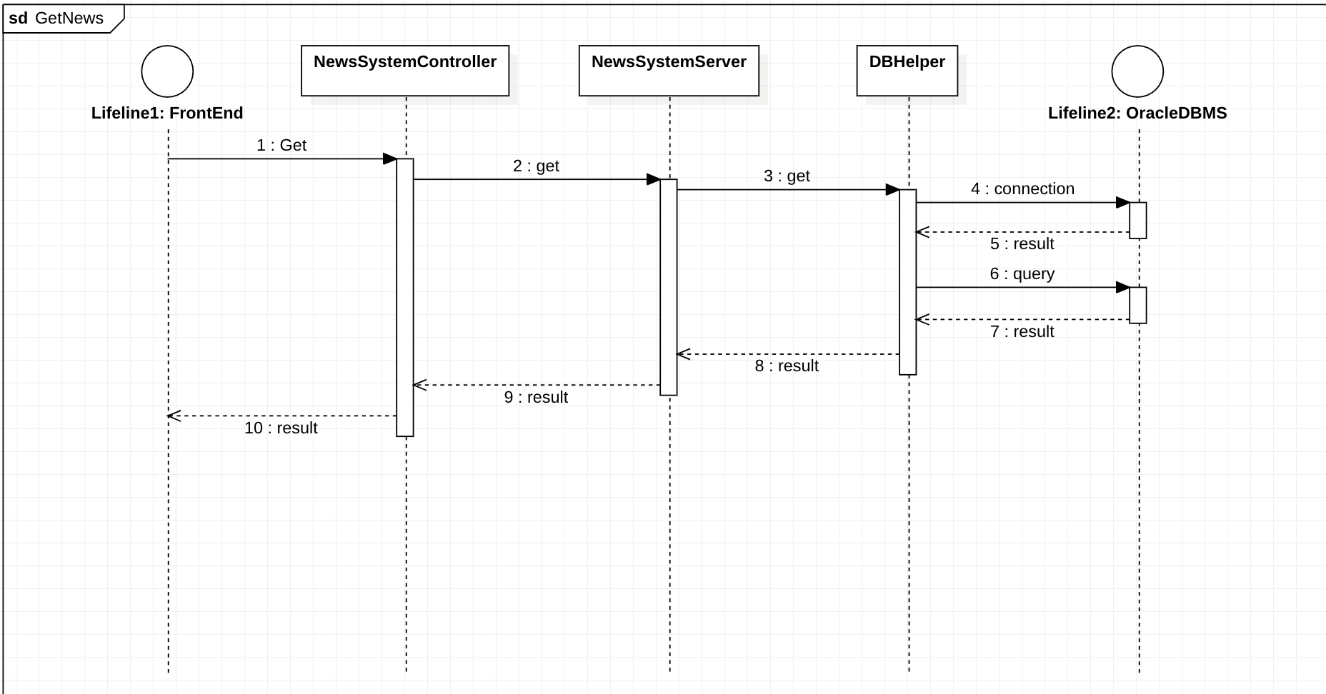 sd GetNews
NewsSystemController
NewsSystemServer
DBHelper
Lifeline1: FrontEnd
Lifeline2: OracleDBMS
1 : Get
2 : get
3 : get
4 : connection
5 : result
6 : query
7 : result
8 : result
9 : result
10 : result